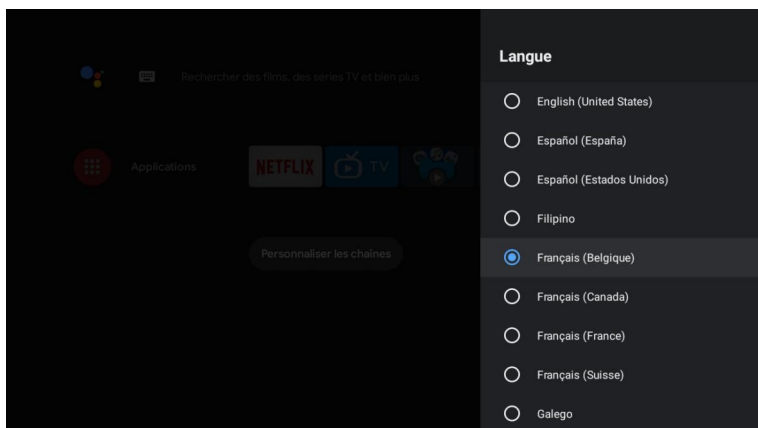 Langue
Rechercher des films, des séries TV et bien plus
English (United States)
Español (España)
Applications
NETFLIX
TV
Español (Estados Unidos)
Filipino
Personnaliser les chaînes
Français (Belgique)
Français (Canada)
Français (France)
Français (Suisse)
Galego